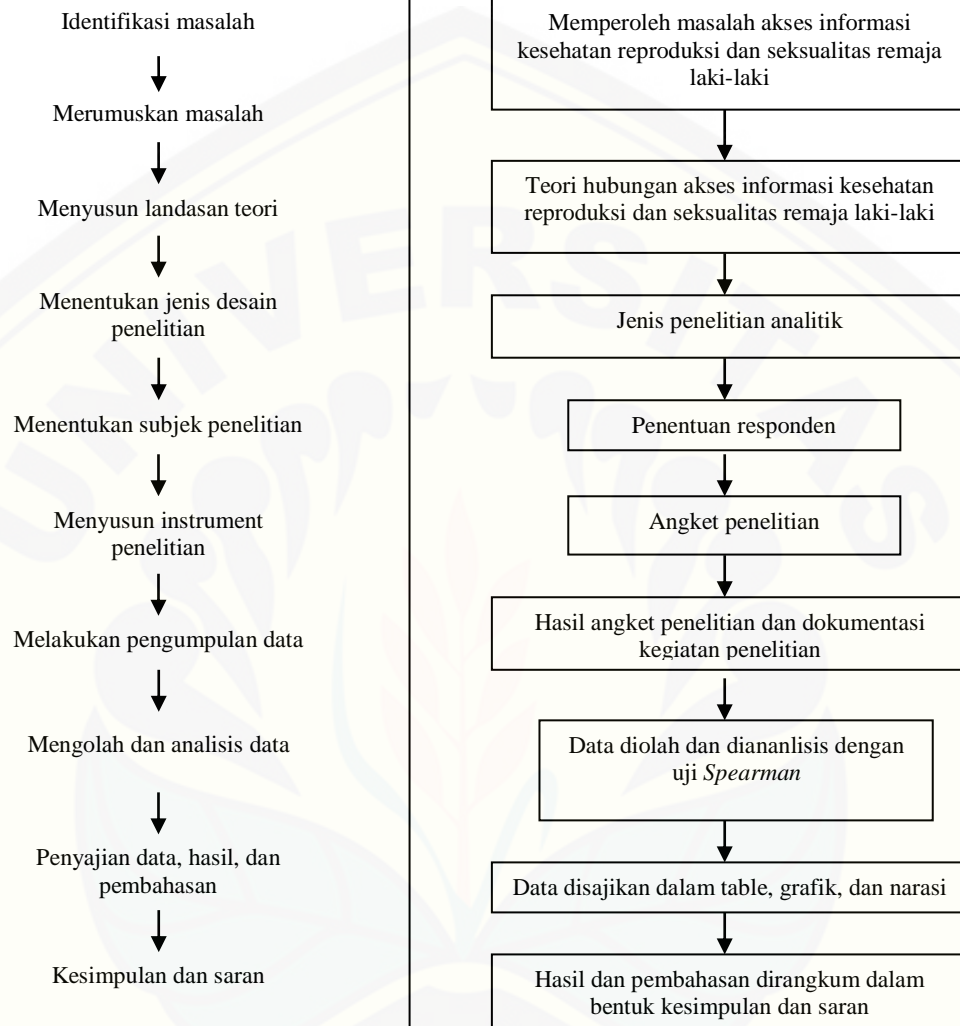 Identifikasi masalah
Merumuskan masalah
Menyusun landasan teori
Menentukan jenis desain
penelitian
Menentukan subjek penelitian
Menyusun instrument
penelitian
Melakukan pengumpulan data
Mengolah dan analisis data
Penyajian data, hasil, dan
pembahasan
Kesimpulan dan saran
Memperoleh masalah akses informasi
kesehatan reproduksi dan seksualitas remaja
laki-laki
Teori hubungan akses informasi kesehatan
reproduksi dan seksualitas remaja laki-laki
Jenis penelitian analitik
Penentuan responden
Angket penelitian
Hasil angket penelitian dan dokumentasi
kegiatan penelitian
Data diolah dan diananlisis dengan
uji Spearman
Data disajikan dalam table, grafik, dan narasi
Hasil dan pembahasan dirangkum dalam
bentuk kesimpulan dan saran
UNIVERSITAS